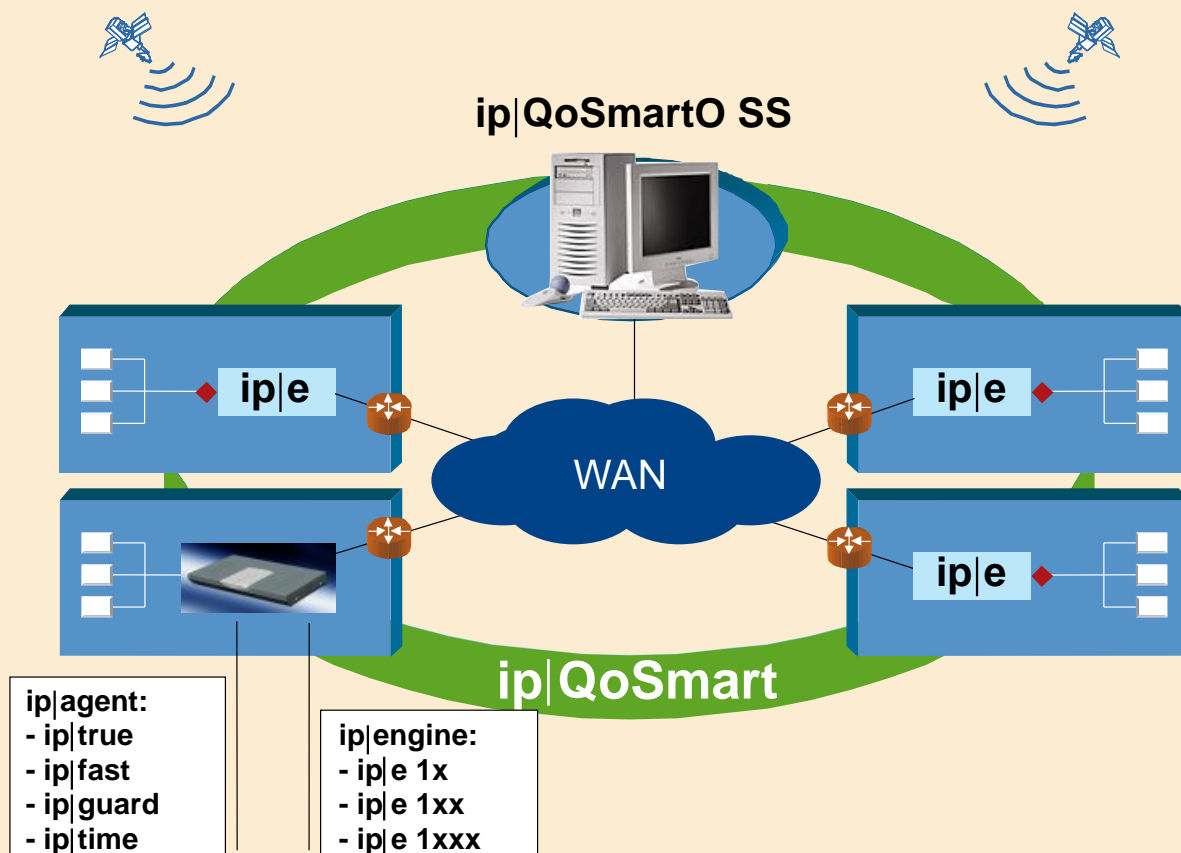 ip|QoSmartO SS
ip|e
ip|e
WAN
ip|e
ip|QoSmart
ip|agent:
- ip|true
- ip|fast
- ip|guard
- ip|time
ip|engine:
- ip|e 1x
- ip|e 1xx
- ip|e 1xxx